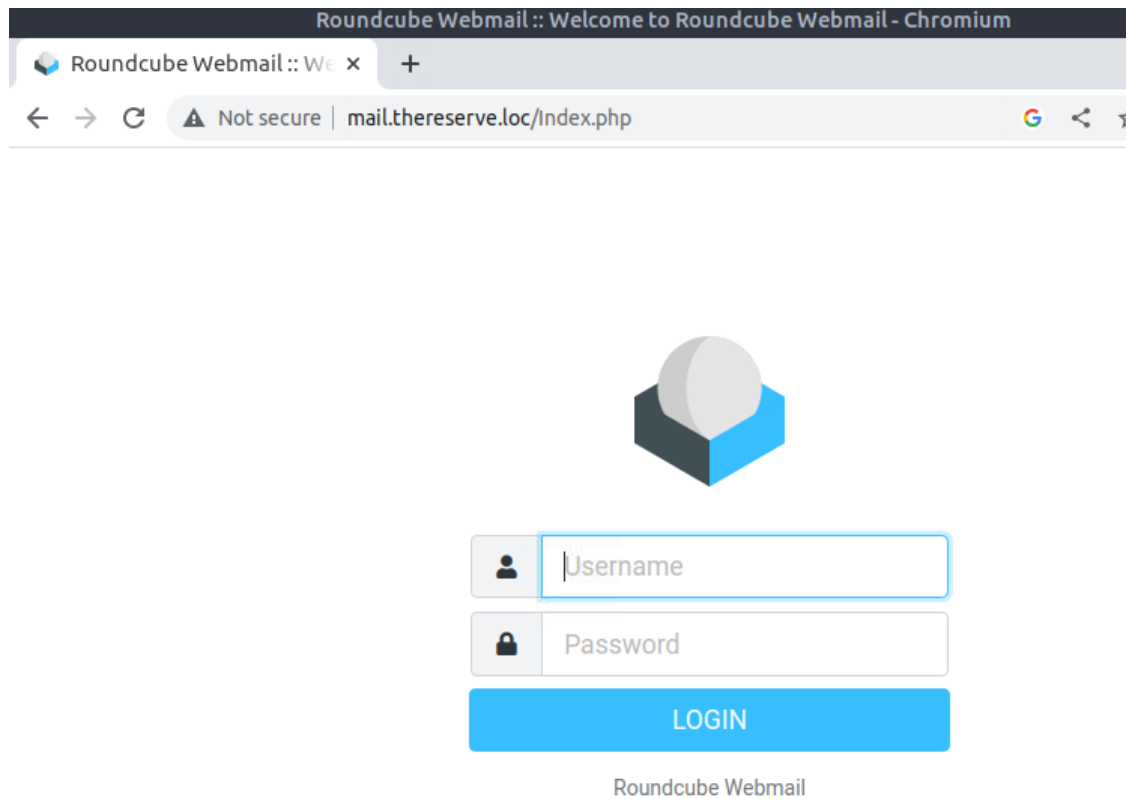 Roundcube Webmail :: Welcome to Roundcube Webmail - Chromium
Roundcube Webmail :: We
Not secure | mail.thereserve.loc/Index.php
Username
Password
LOGIN
Roundcube Webmail